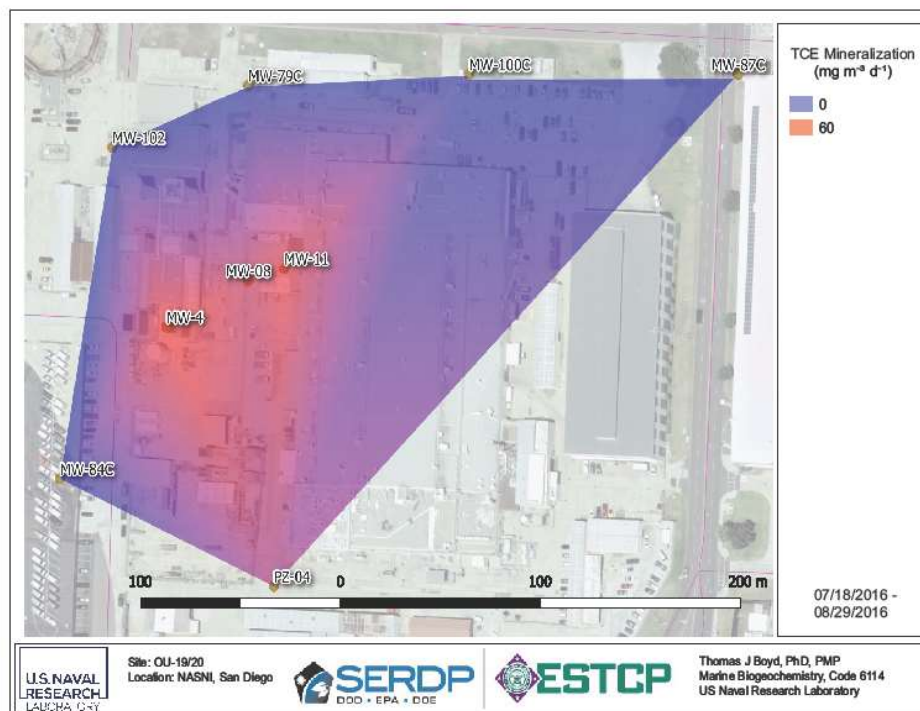 TCE Mineralization
(mg m⁻³ d⁻¹)
0
60
MW-79C
MW-100C
MW-87C
MW-102
MW-08
MW-11
MW-4
MW-84C
PZ-04
100
0
100
200 m
07/18/2016 -
08/29/2016
U.S. NAVAL
RESEARCH
LABORATORY
Site: OU-19/20
Location: NASNI, San Diego
SERDP
DOD • EPA • DOE
ESTCP
Thomas J Boyd, PhD, PMP
Marine Biogeochemistry, Code 6114
US Naval Research Laboratory